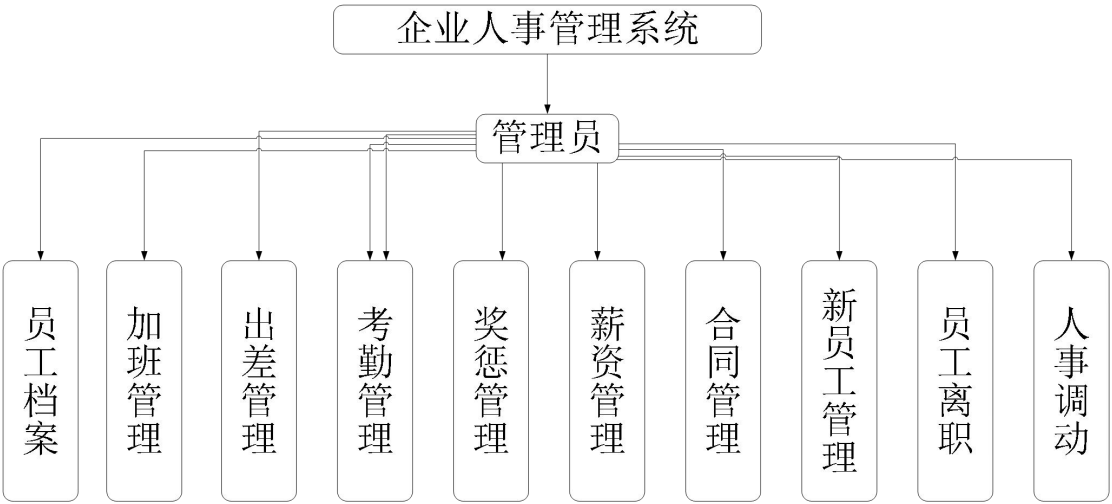 企业人事管理系统
管理员
员工档案
加班管理
出差管理
考勤管理
奖惩管理
薪资管理
合同管理
新员工管理
员工离职
人事调动